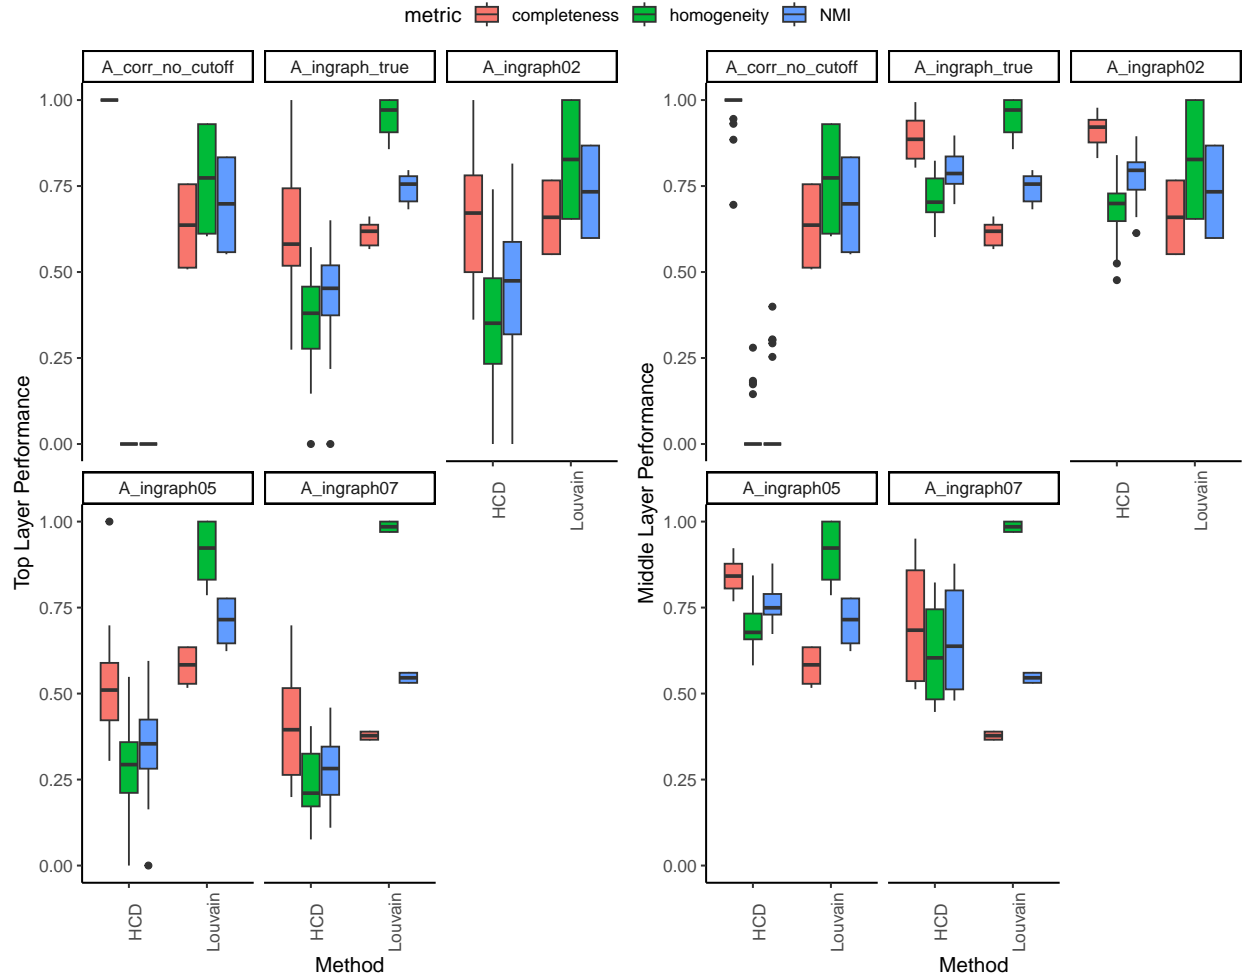 metric completeness homogeneity NMI
A_corr_no_cutoff A_ingraph_true A_ingraph02
1.00
0.75
0.50
0.25
0.00
A_ingraph05 A_ingraph07
HCD
Louvain
1.00
0.75
0.50
0.25
0.00
HCD
Louvain
HCD
Louvain
Top Layer Performance
Method
A_corr_no_cutoff A_ingraph_true A_ingraph02
1.00
0.75
0.50
0.25
0.00
A_ingraph05 A_ingraph07
HCD
Louvain
1.00
0.75
0.50
0.25
0.00
HCD
Louvain
HCD
Louvain
Middle Layer Performance
Method